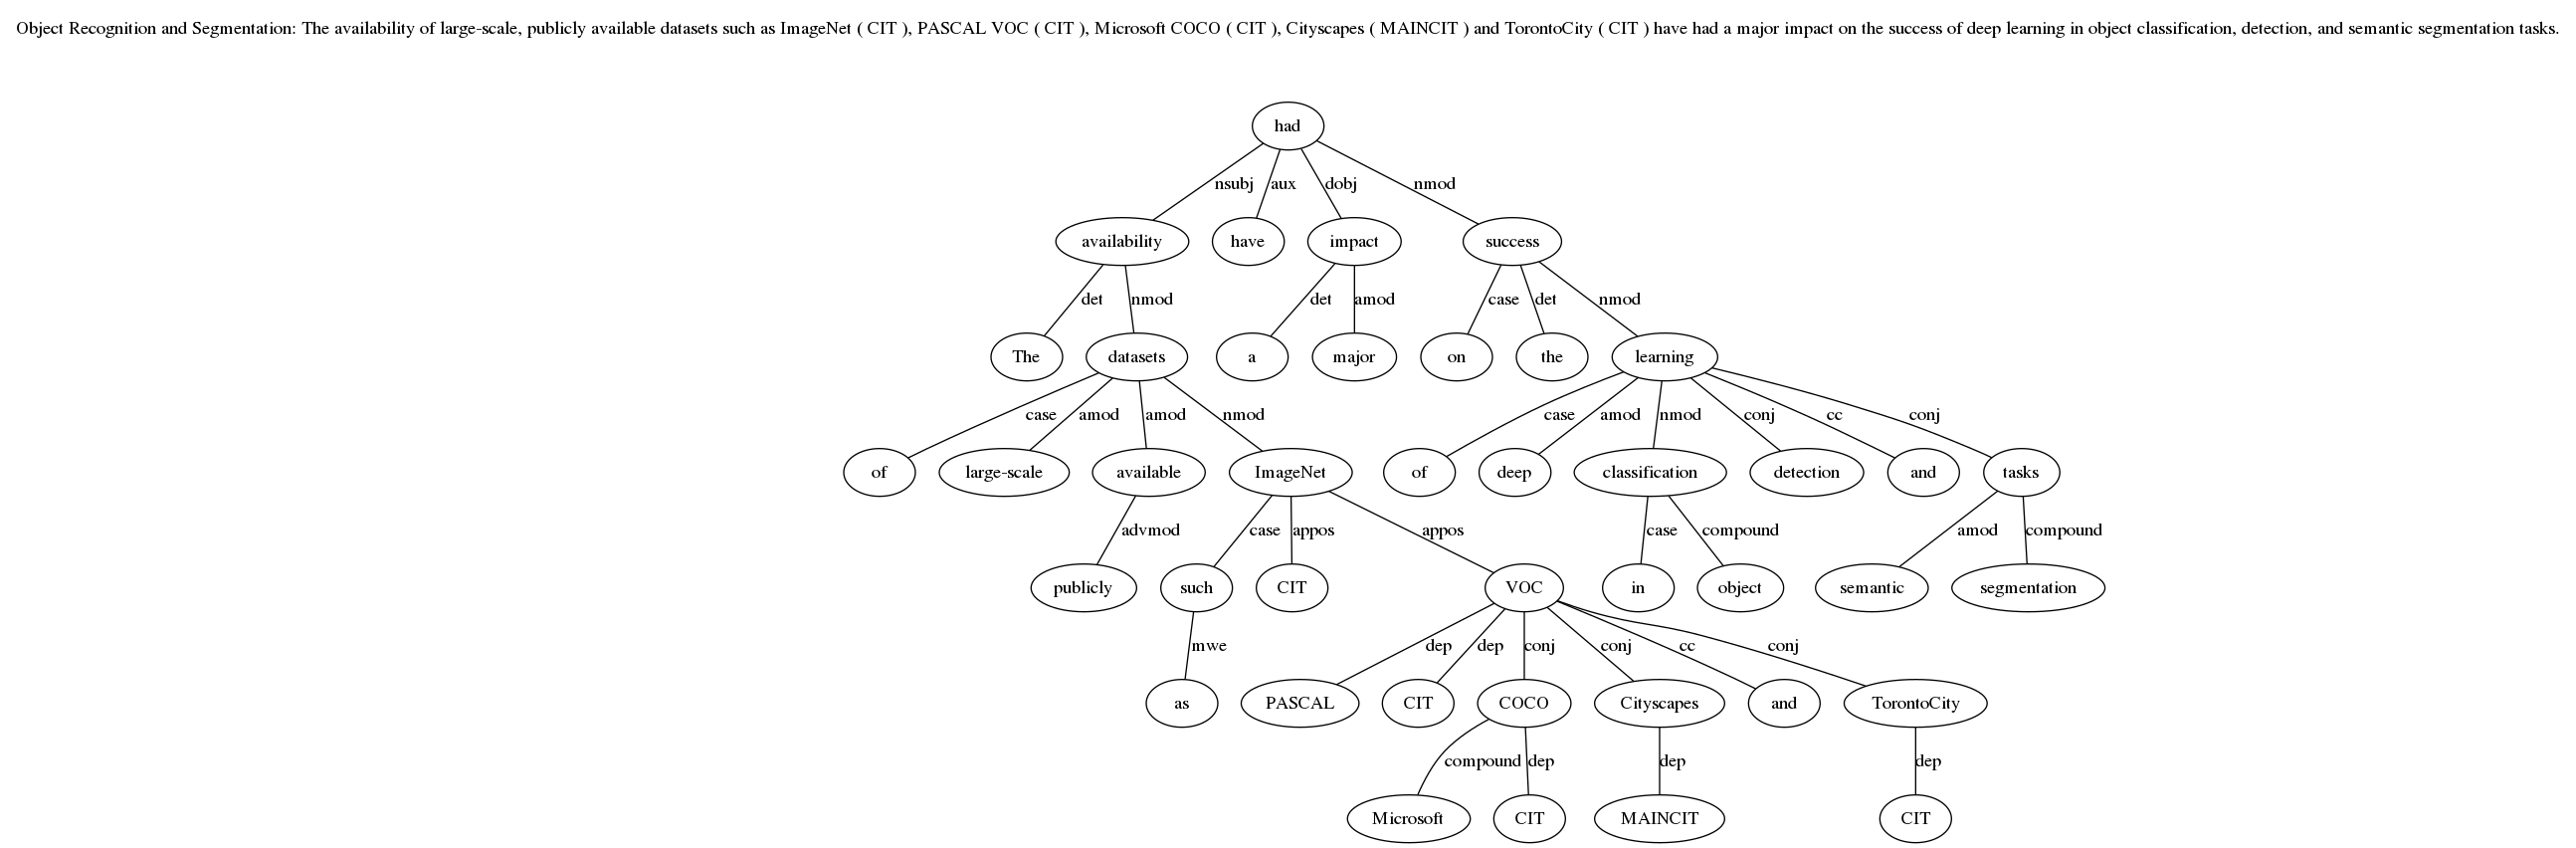 Object Recognition and Segmentation: The availability of large-scale, publicly available datasets such as ImageNet ( CIT ), PASCAL VOC ( CIT ), Microsoft COCO ( CIT ), Cityscapes ( MAINCIT ) and TorontoCity ( CIT ) have had a major impact on the success of deep learning in object classification, detection, and semantic segmentation tasks.
had
nsubj aux dobj nmod
availability have impact success
det nmod det amod case det nmod
The datasets a major on the learning
case amod amod nmod case amod nmod conj cc conj
of large-scale available ImageNet of deep classification detection and tasks
advmod case appos appos case compound amod compound
publicly such CIT VOC in object semantic segmentation
mwe dep dep conj conj cc conj
as PASCAL CIT COCO Cityscapes and TorontoCity
compound dep dep dep
Microsoft CIT MAINCIT CIT